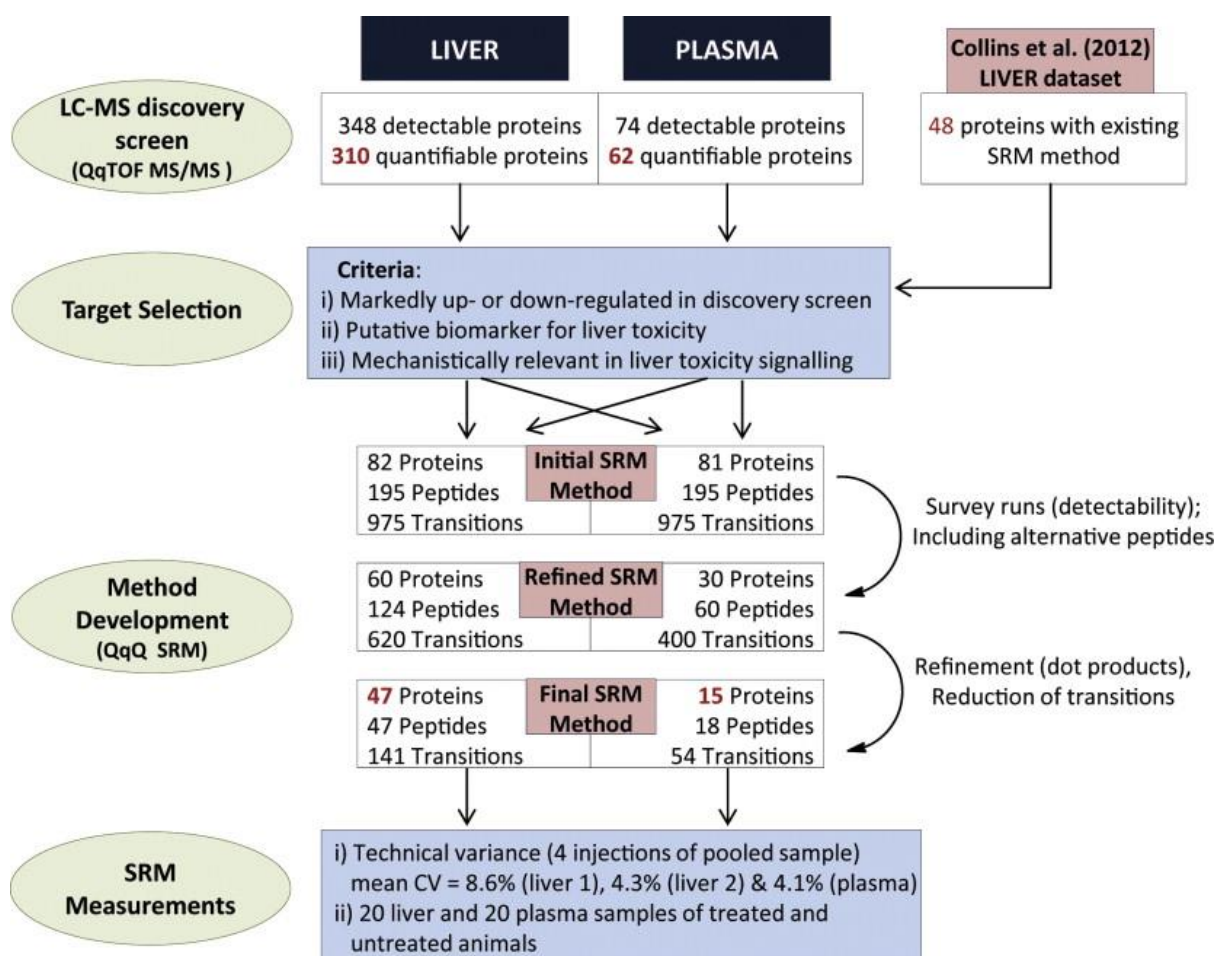 LIVER
PLASMA
Collins et al. (2012)
LIVER dataset
LC-MS discovery
screen
(QqTOF MS/MS )
348 detectable proteins
310 quantifiable proteins
74 detectable proteins
62 quantifiable proteins
48 proteins with existing
SRM method
Target Selection
Criteria:
i) Markedly up- or down-regulated in discovery screen
ii) Putative biomarker for liver toxicity
iii) Mechanistically relevant in liver toxicity signalling
82 Proteins
195 Peptides
975 Transitions
Initial SRM
Method
81 Proteins
195 Peptides
975 Transitions
Survey runs (detectability);
Including alternative peptides
Method
Development
(QqQ SRM)
60 Proteins
124 Peptides
620 Transitions
Refined SRM
Method
30 Proteins
60 Peptides
400 Transitions
Refinement (dot products),
Reduction of transitions
47 Proteins
47 Peptides
141 Transitions
Final SRM
Method
15 Proteins
18 Peptides
54 Transitions
SRM
Measurements
i) Technical variance (4 injections of pooled sample)
mean CV = 8.6% (liver 1), 4.3% (liver 2) & 4.1% (plasma)
ii) 20 liver and 20 plasma samples of treated and
untreated animals